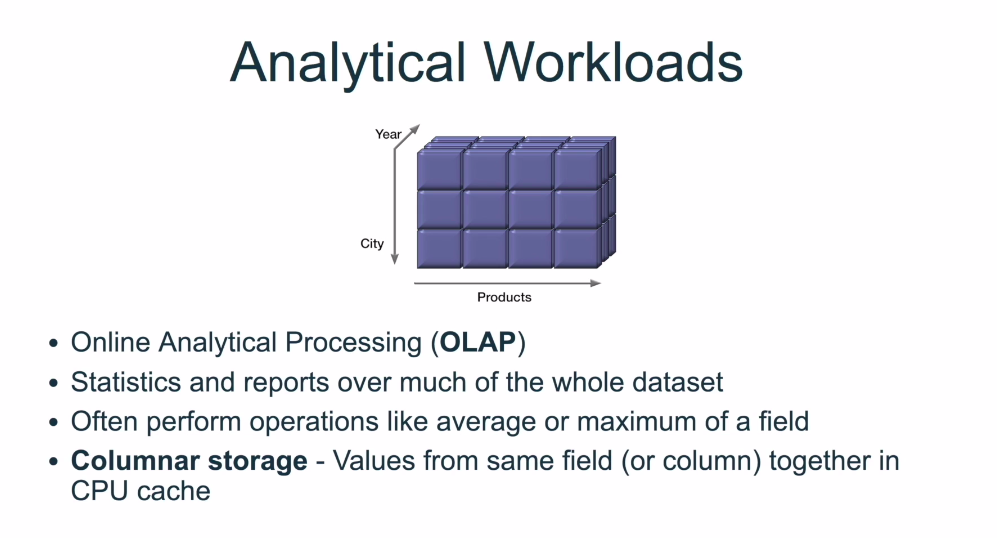 Analytical Workloads
Year
City
Products
• Online Analytical Processing (OLAP)
• Statistics and reports over much of the whole dataset
• Often perform operations like average or maximum of a field
• Columnar storage - Values from same field (or column) together in
CPU cache